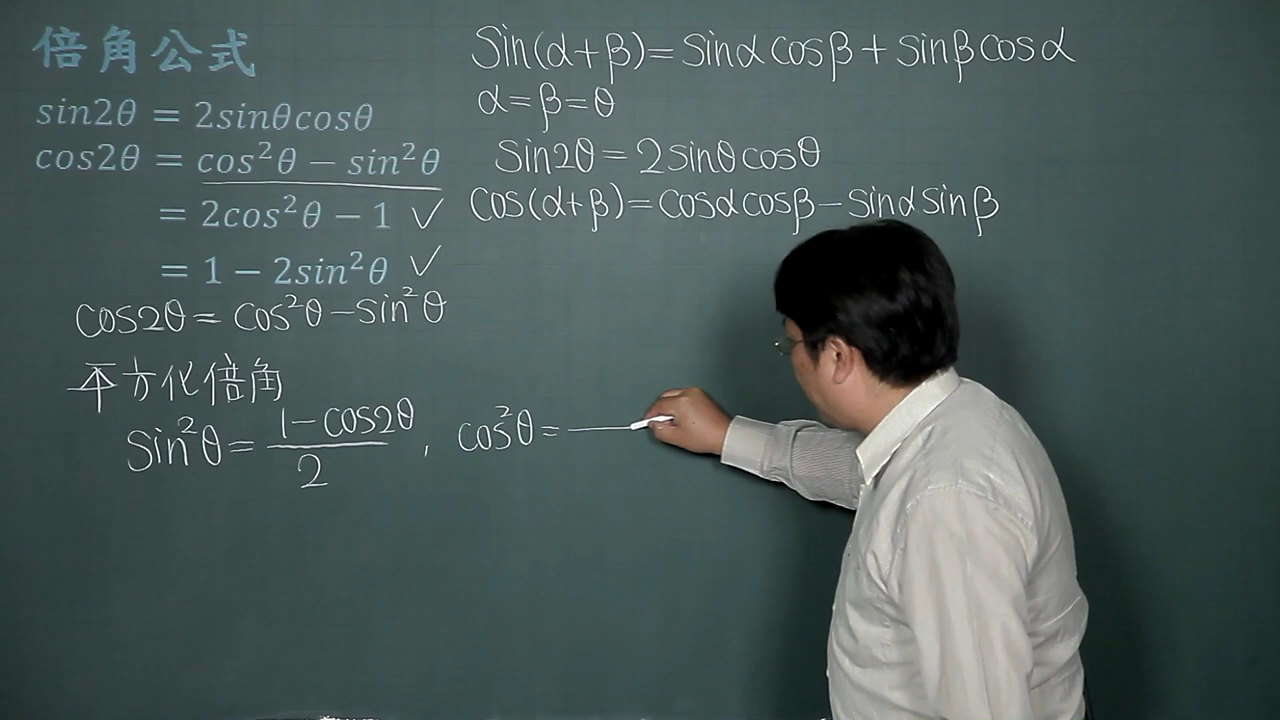 倍角公式
sin2θ = 2sinθcosθ
cos2θ = cos²θ − sin²θ
= 2cos²θ − 1 ✓
= 1 − 2sin²θ ✓
cos2θ = cos²θ − sin²θ
平方化倍角
sin²θ = (1−cos2θ)/2 , cos²θ =
Sin(α+β) = sinα cosβ + sinβ cosα
α = β = θ
Sin2θ = 2 sinθ cosθ
Cos(α+β) = cosα cosβ − sinα sinβ